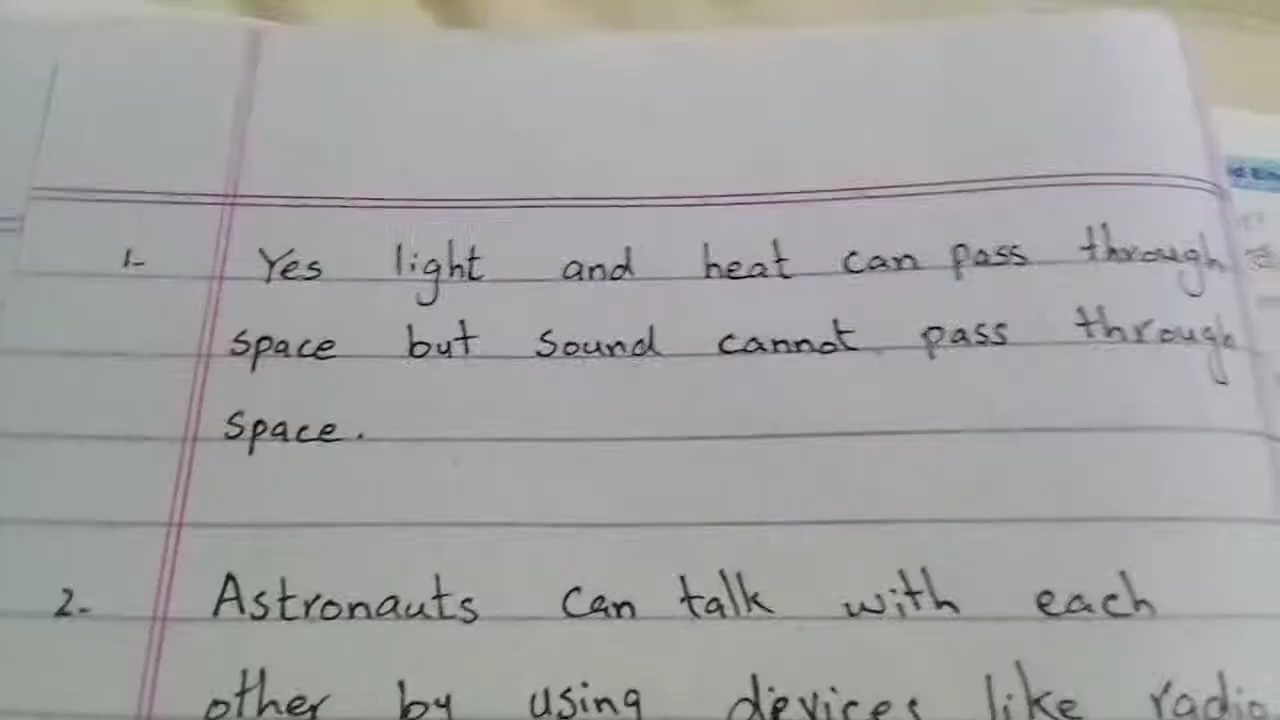 1- Yes light and heat can pass through
space but sound cannot pass through
space.
2- Astronauts can talk with each
other by using devices like radio